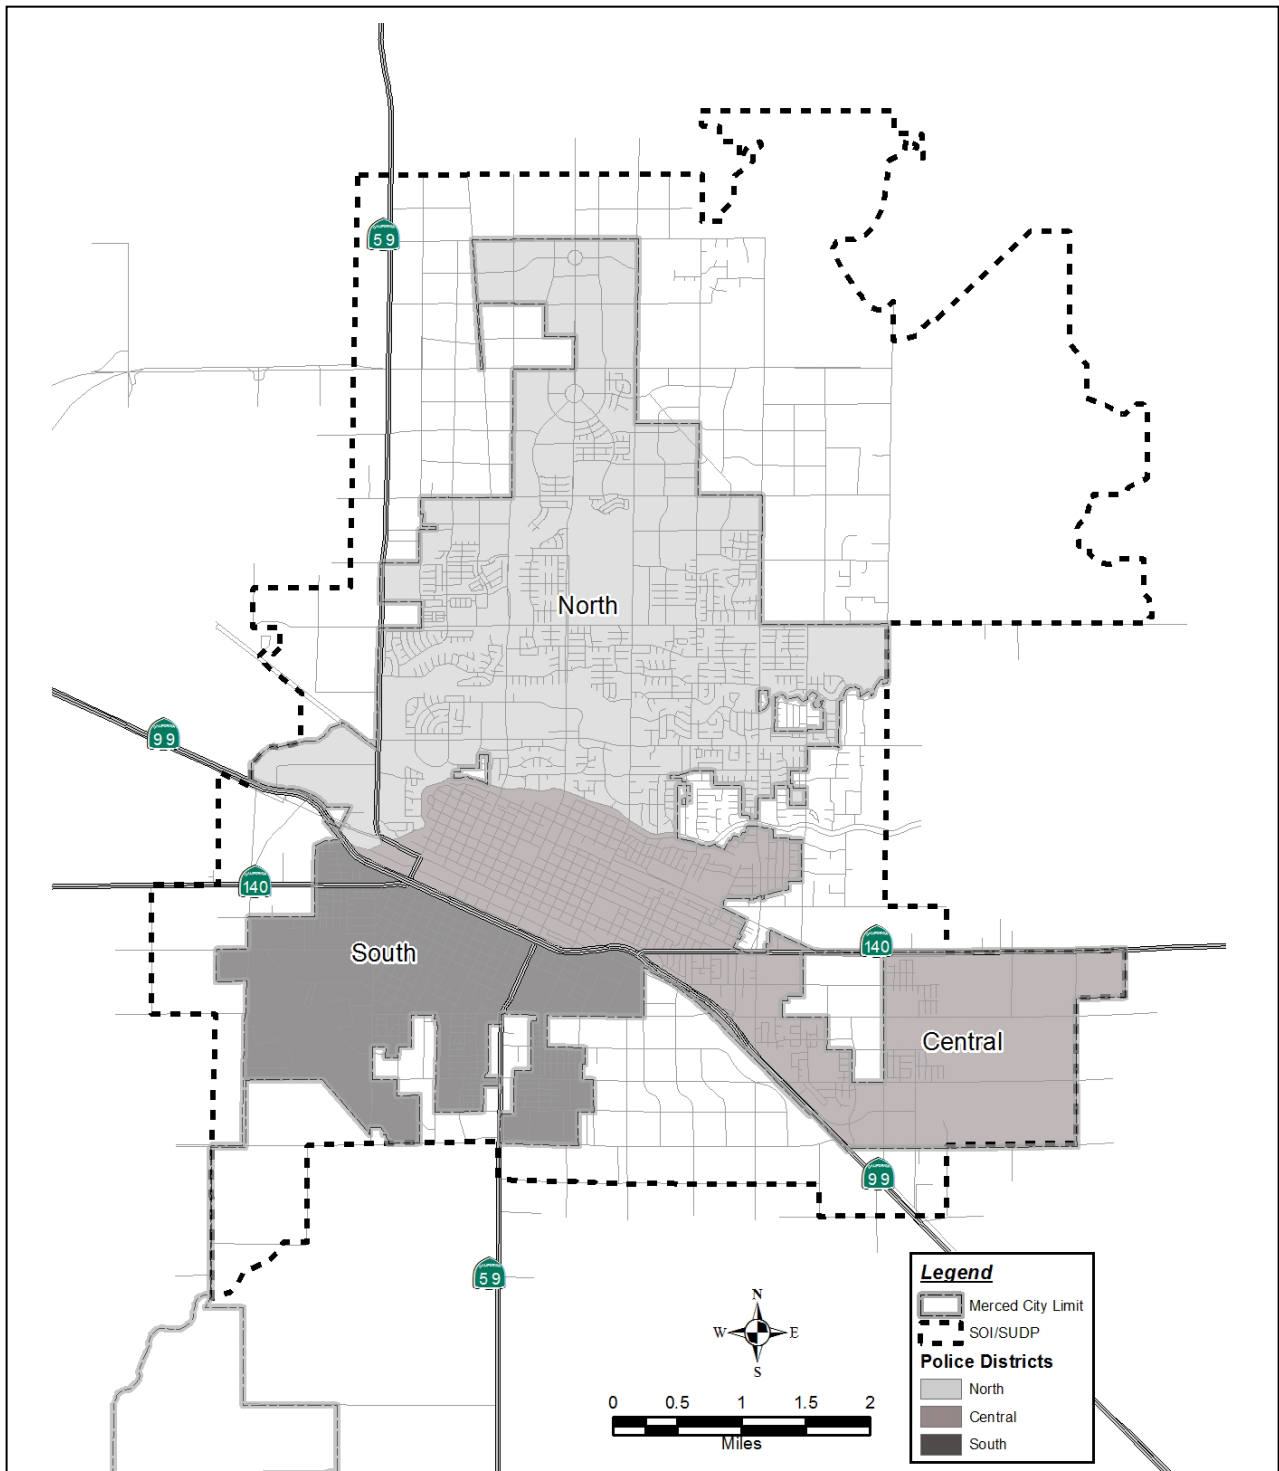 59
North
99
140
140
South
Central
99
59
Legend
Merced City Limit
SOI/SUDP
Police Districts
North
Central
South
N
W
E
S
0 0.5 1 1.5 2
Miles